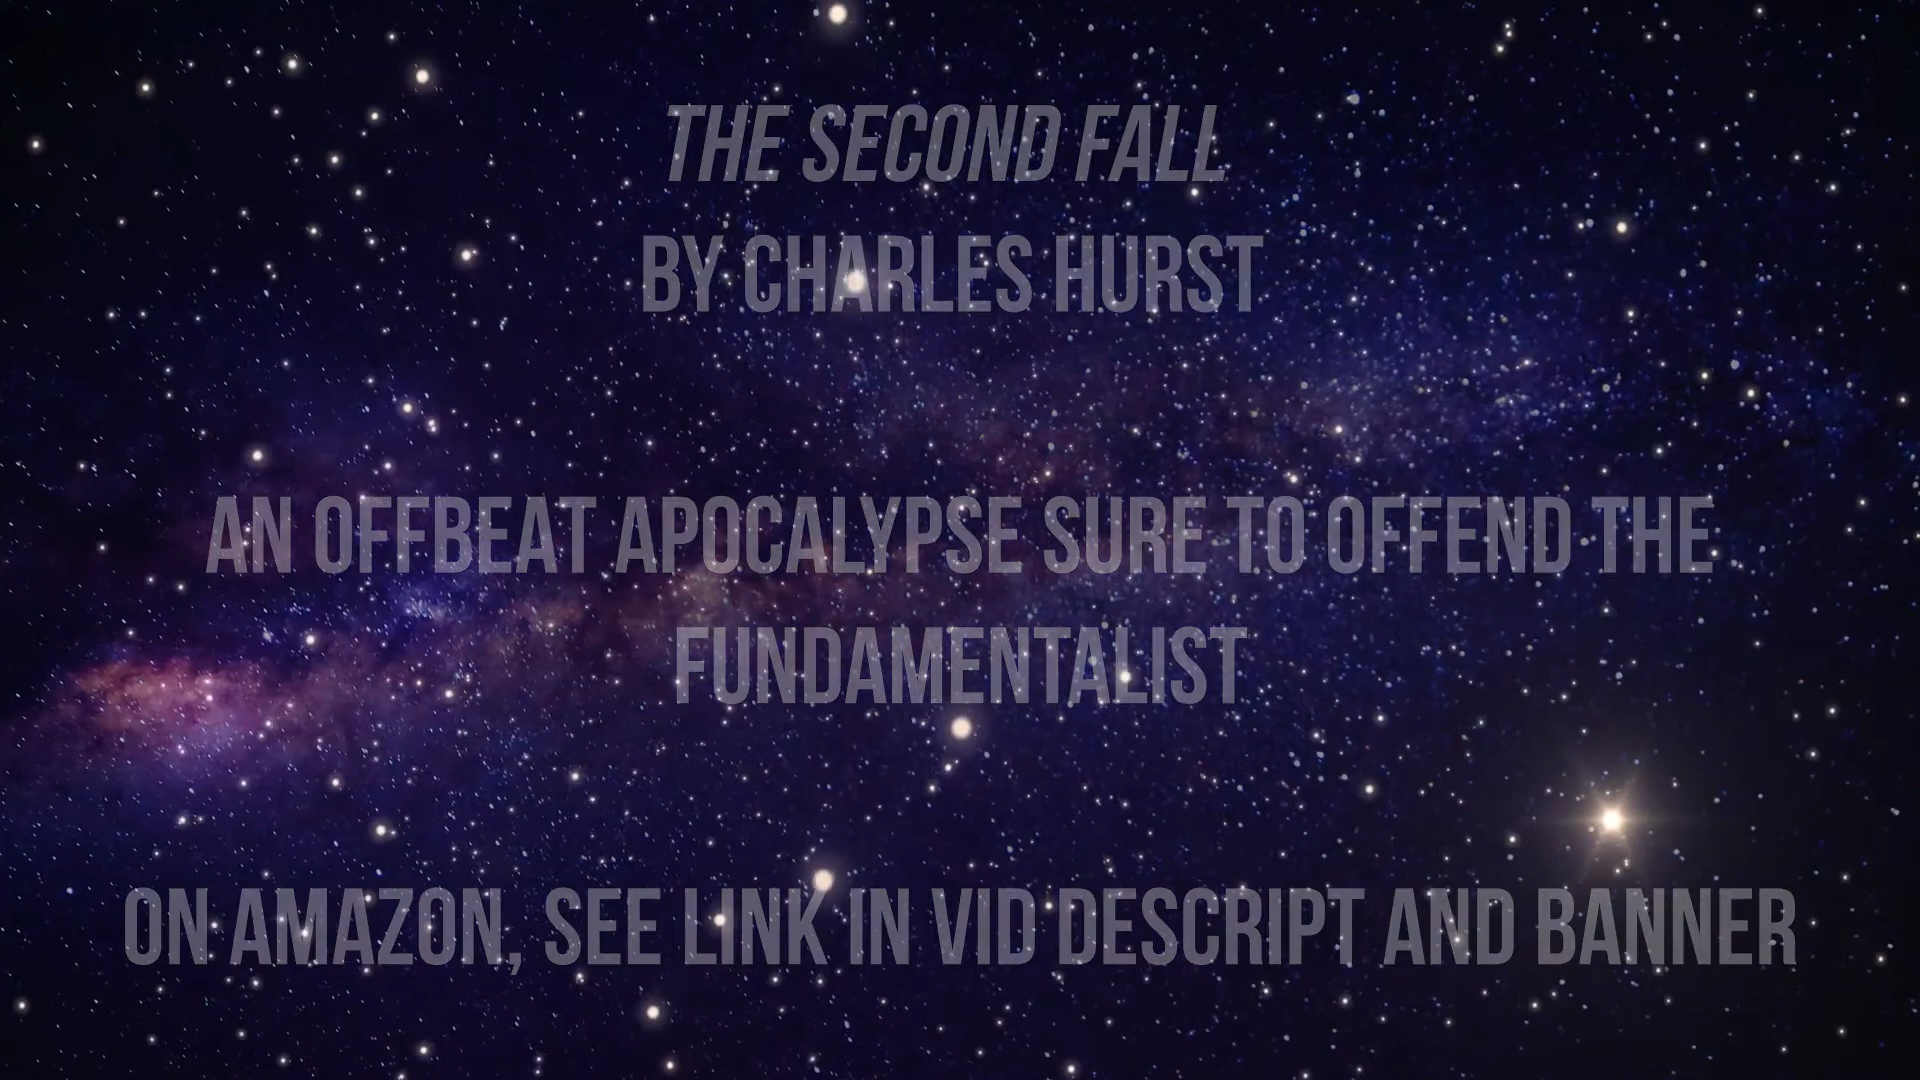 THE SECOND FALL
BY CHARLES HURST
AN OFFBEAT APOCALYPSE SURE TO OFFEND THE
FUNDAMENTALIST
ON AMAZON, SEE LINK IN VID DESCRIPT AND BANNER